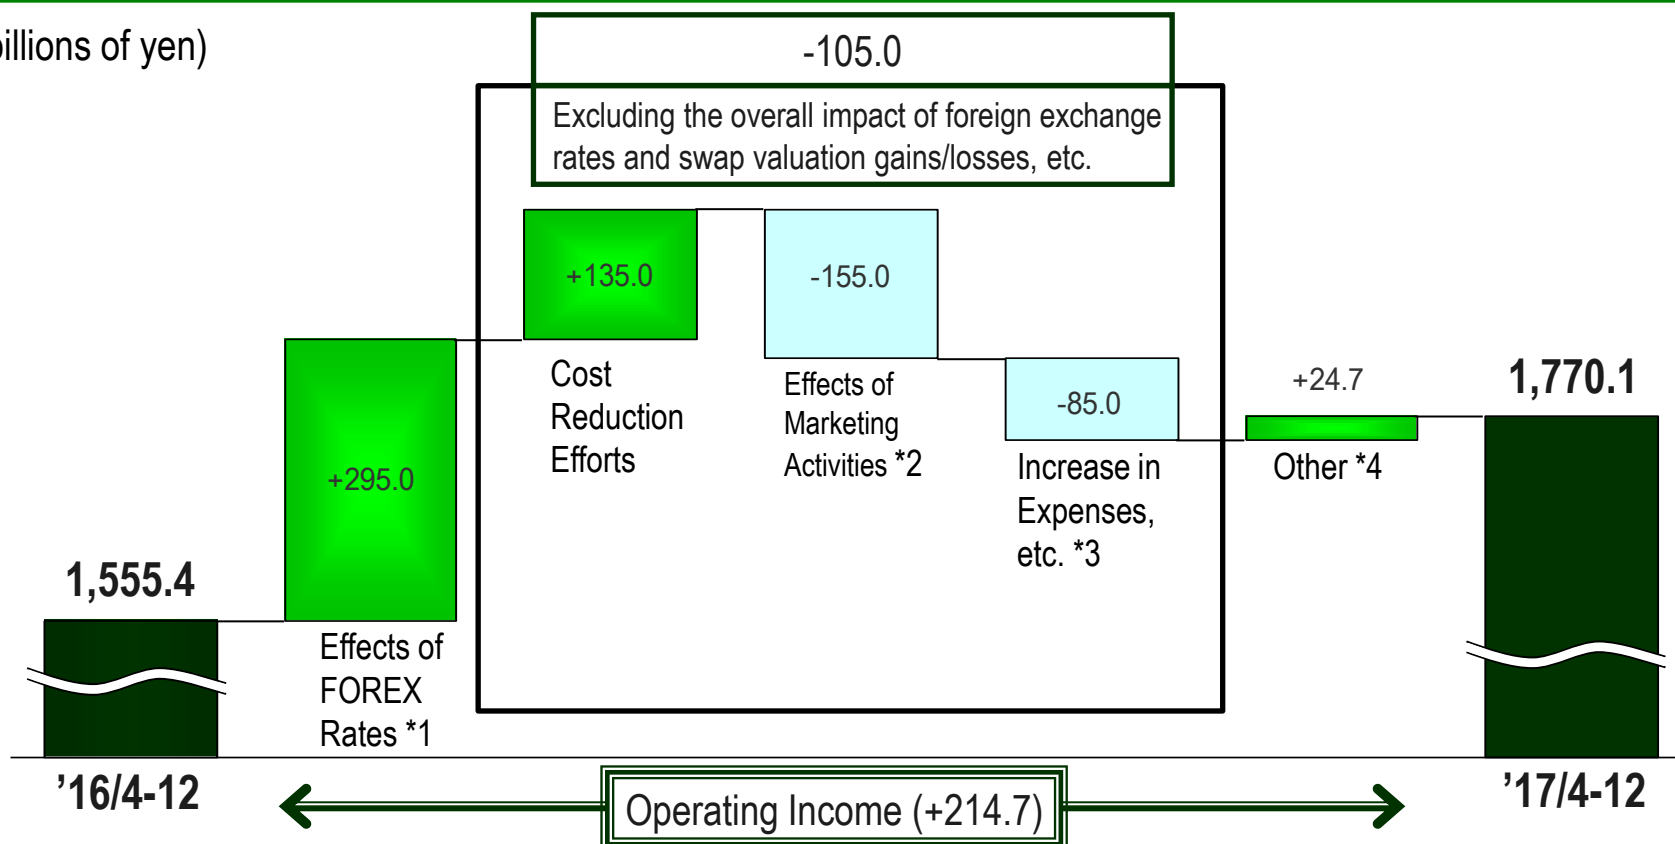 billions of yen)
-105.0
Excluding the overall impact of foreign exchange
rates and swap valuation gains/losses, etc.
+135.0
-155.0
Cost
Reduction
Efforts
Effects of
Marketing
Activities *2
-85.0
Increase in
Expenses,
etc. *3
+24.7
Other *4
1,770.1
+295.0
1,555.4
Effects of
FOREX
Rates *1
’16/4-12
Operating Income (+214.7)
’17/4-12